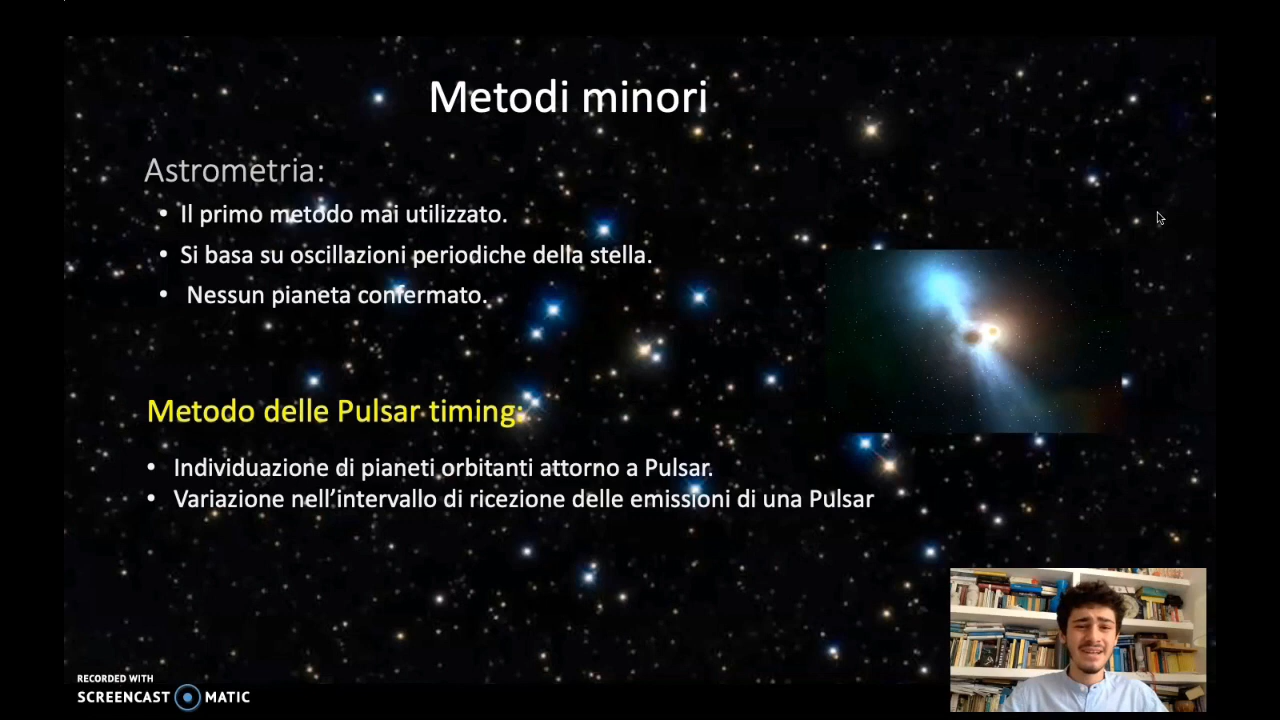 Metodi minori
Astrometria:
• Il primo metodo mai utilizzato.
• Si basa su oscillazioni periodiche della stella.
• Nessun pianeta confermato.
Metodo delle Pulsar timing:
• Individuazione di pianeti orbitanti attorno a Pulsar.
• Variazione nell’intervallo di ricezione delle emissioni di una Pulsar
RECORDED WITH
SCREENCAST MATIC